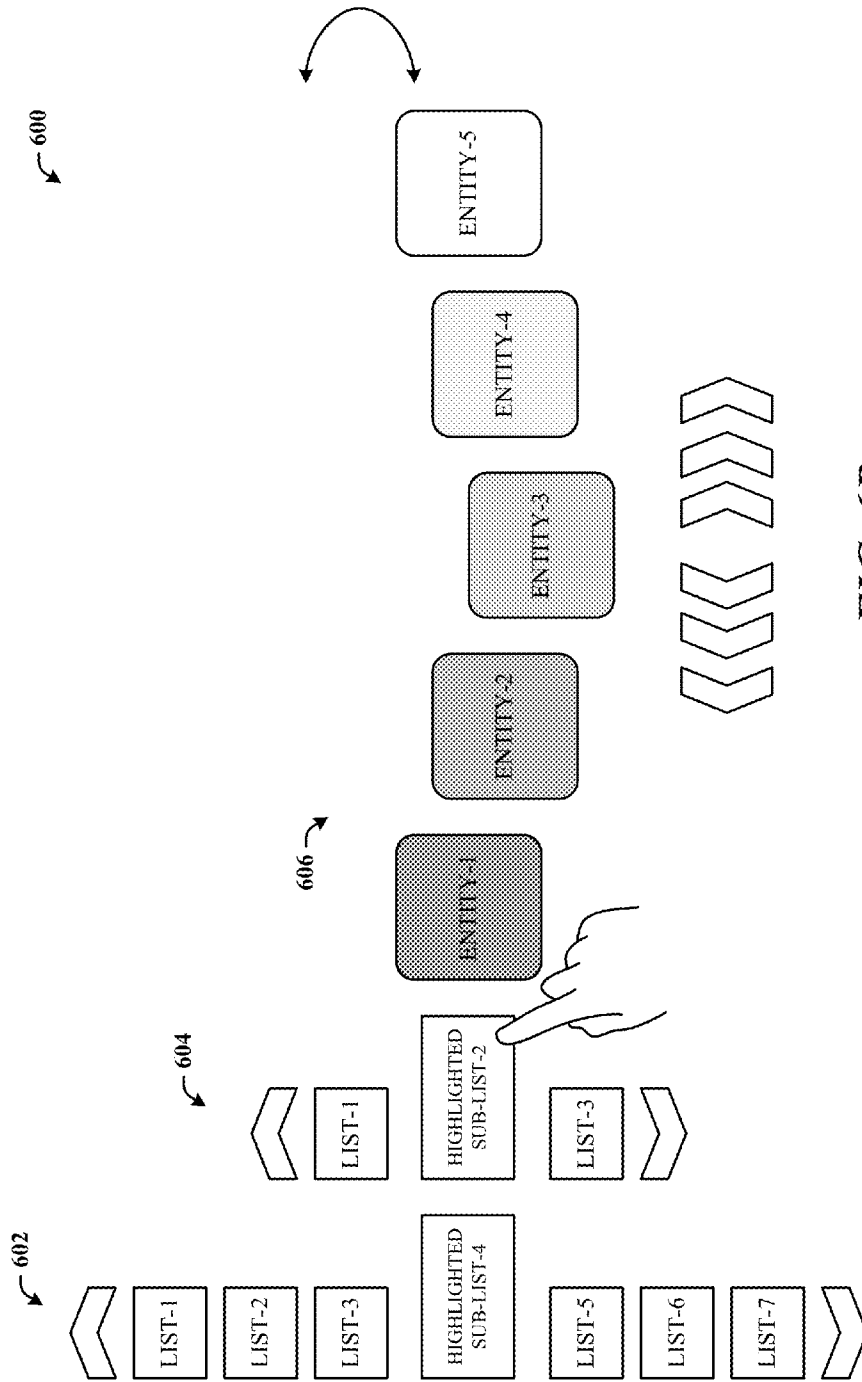 600
602
LIST-1
LIST-2
LIST-3
HIGHLIGHTED
SUB-LIST-4
LIST-5
LIST-6
LIST-7
604
LIST-1
HIGHLIGHTED
SUB-LIST-2
LIST-3
606
ENTITY-1
ENTITY-2
ENTITY-3
ENTITY-4
ENTITY-5